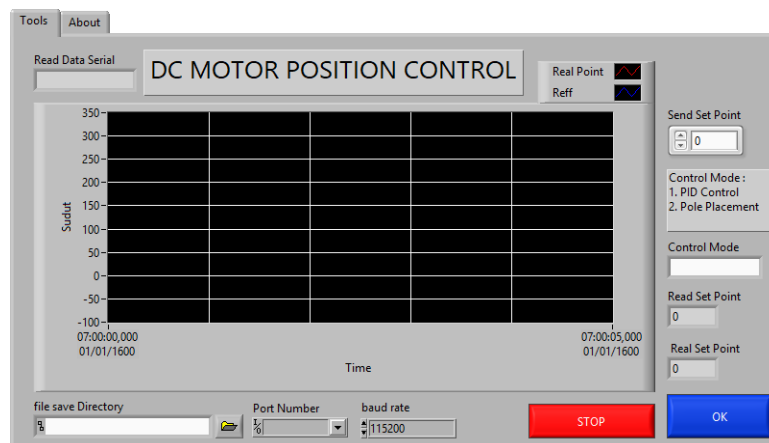 Tools
About
Read Data Serial
DC MOTOR POSITION CONTROL
Real Point
Reff
350
300
250
200
150
100
50
0
-50
-100
Sudut
07:00:00,000
01/01/1600
07:00:05,000
01/01/1600
Time
Send Set Point
0
Control Mode :
1. PID Control
2. Pole Placement
Control Mode
Read Set Point
0
Real Set Point
0
file save Directory
Port Number
baud rate
115200
STOP
OK